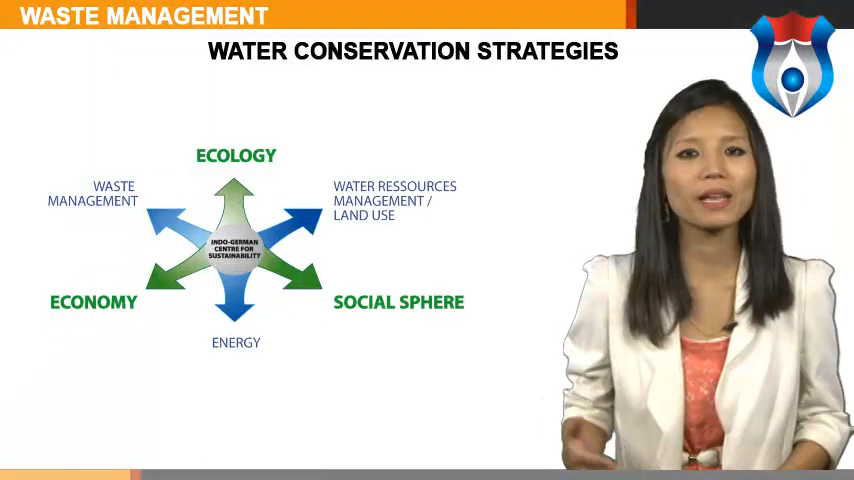 WASTE MANAGEMENT
WATER CONSERVATION STRATEGIES
ECOLOGY
WASTE
MANAGEMENT
WATER RESSOURCES
MANAGEMENT /
LAND USE
INDO-GERMAN
CENTRE FOR
SUSTAINABILITY
ECONOMY
SOCIAL SPHERE
ENERGY